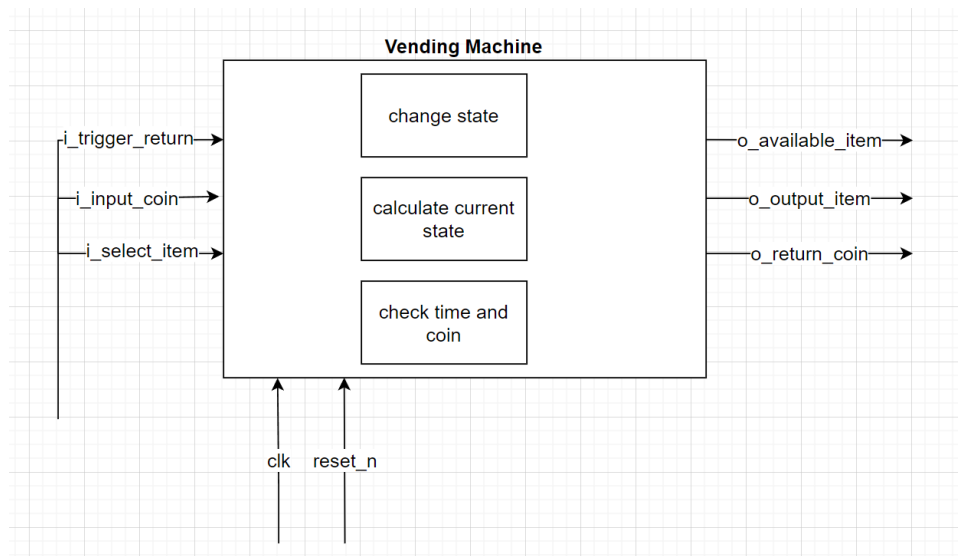 Vending Machine
change state
i_trigger_return
o_available_item
i_input_coin
calculate current
state
o_output_item
i_select_item
o_return_coin
check time and
coin
clk
reset_n